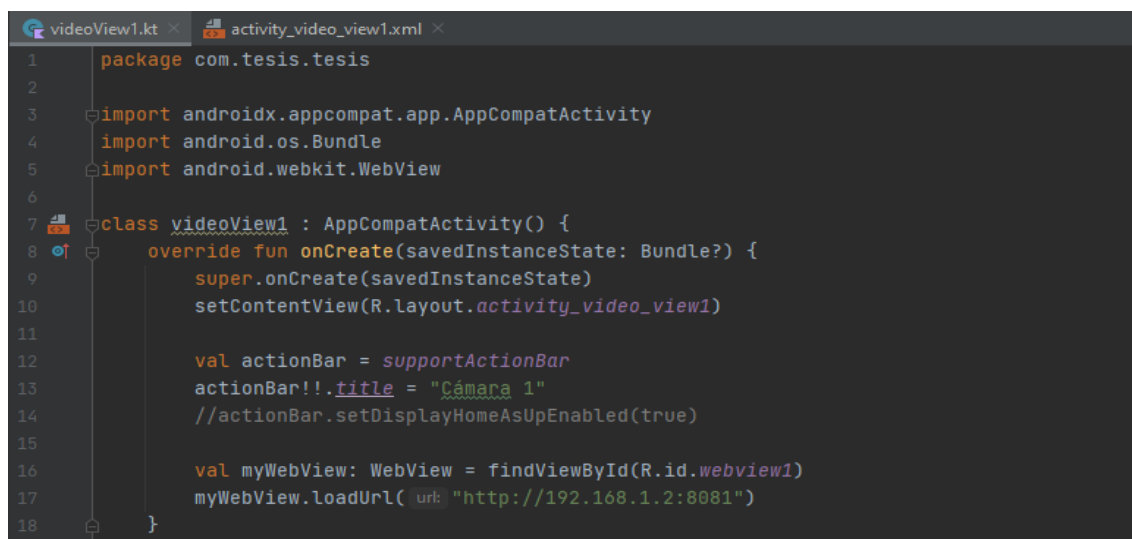 videoView1.kt × activity_video_view1.xml ×
1 package com.tesis.tesis
2
3 import androidx.appcompat.app.AppCompatActivity
4 import android.os.Bundle
5 import android.webkit.WebView
6
7 class videoView1 : AppCompatActivity() {
8 override fun onCreate(savedInstanceState: Bundle?) {
9 super.onCreate(savedInstanceState)
10 setContentView(R.layout.activity_video_view1)
11
12 val actionBar = supportActionBar
13 actionBar!!.title = "Cámara 1"
14 //actionBar.setDisplayHomeAsUpEnabled(true)
15
16 val myWebView: WebView = findViewById(R.id.webview1)
17 myWebView.loadUrl( url: "http://192.168.1.2:8081")
18 }